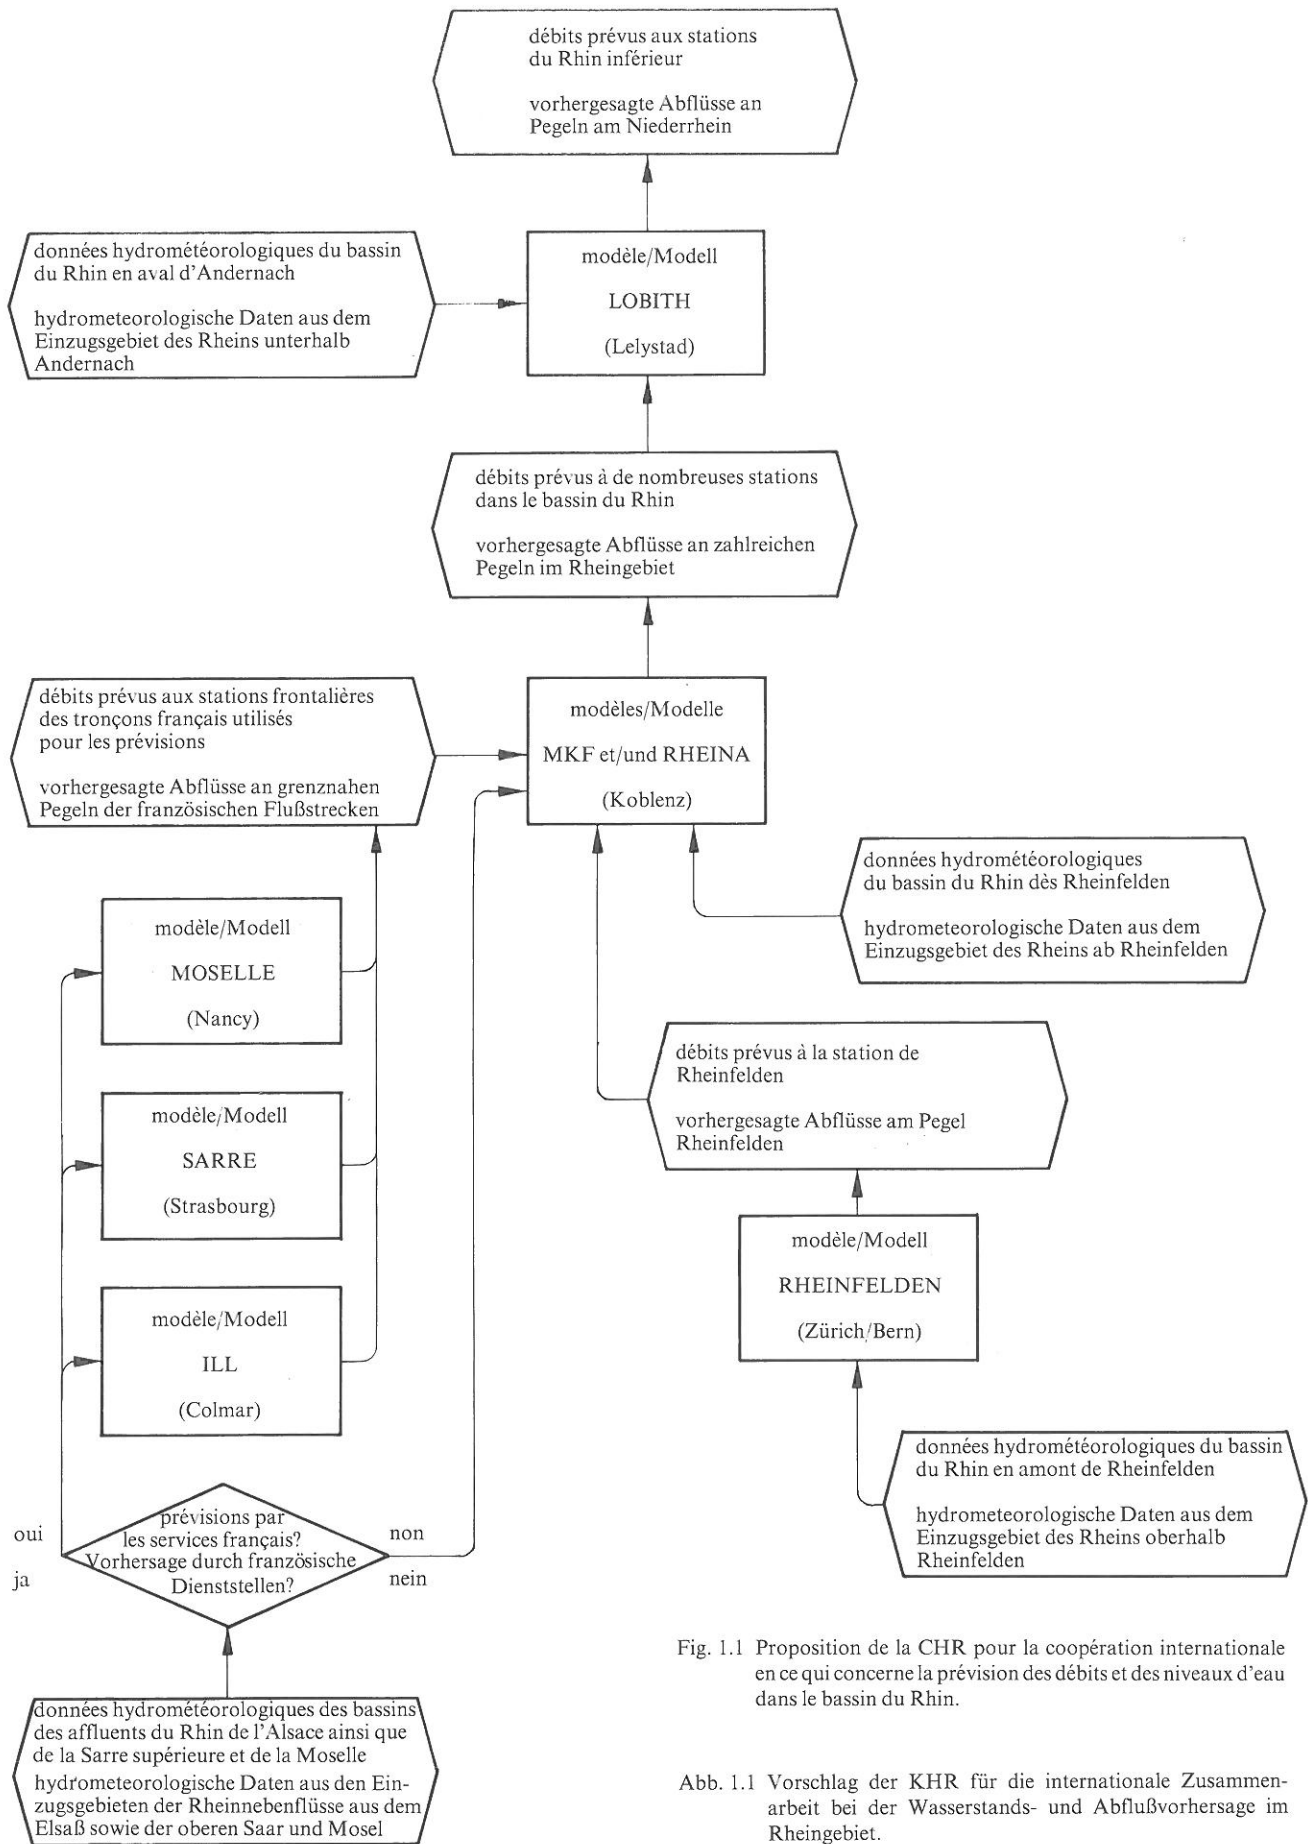 débits prévus aux stations
du Rhin inférieur
vorhergesagte Abflüsse an
Pegeln am Niederrhein
données hydrométéorologiques du bassin
du Rhin en aval d'Andernach
hydrometeorologische Daten aus dem
Einzugsgebiet des Rheins unterhalb
Andernach
modèle/Modell
LOBITH
(Lelystad)
débits prévus à de nombreuses stations
dans le bassin du Rhin
vorhergesagte Abflüsse an zahlreichen
Pegeln im Rheingebiet
débits prévus aux stations frontalières
des tronçons français utilisés
pour les prévisions
vorhergesagte Abflüsse an grenznahen
Pegeln der französischen Flußstrecken
modèles/Modelle
MKF et/und RHEINA
(Koblenz)
données hydrométéorologiques
du bassin du Rhin dès Rheinfelden
hydrometeorologische Daten aus dem
Einzugsgebiet des Rheins ab Rheinfelden
modèle/Modell
MOSELLE
(Nancy)
débits prévus à la station de
Rheinfelden
vorhergesagte Abflüsse am Pegel
Rheinfelden
modèle/Modell
SARRE
(Strasbourg)
modèle/Modell
RHEINFELDEN
(Zürich/Bern)
modèle/Modell
ILL
(Colmar)
données hydrométéorologiques du bassin
du Rhin en amont de Rheinfelden
hydrometeorologische Daten aus dem
Einzugsgebiet des Rheins oberhalb
Rheinfelden
oui
ja
prévisions par
les services français?
Vorhersage durch französische
Dienststellen?
non
nein
données hydrométéorologiques des bassins
des affluents du Rhin de l'Alsace ainsi que
de la Sarre supérieure et de la Moselle
hydrometeorologische Daten aus den Ein-
zugsgebieten der Rheinnebenflüsse aus dem
Elsaß sowie der oberen Saar und Mosel
Fig. 1.1 Proposition de la CHR pour la coopération internationale
en ce qui concerne la prévision des débits et des niveaux d'eau
dans le bassin du Rhin.
Abb. 1.1 Vorschlag der KHR für die internationale Zusammen-
arbeit bei der Wasserstands- und Abflußvorhersage im
Rheingebiet.